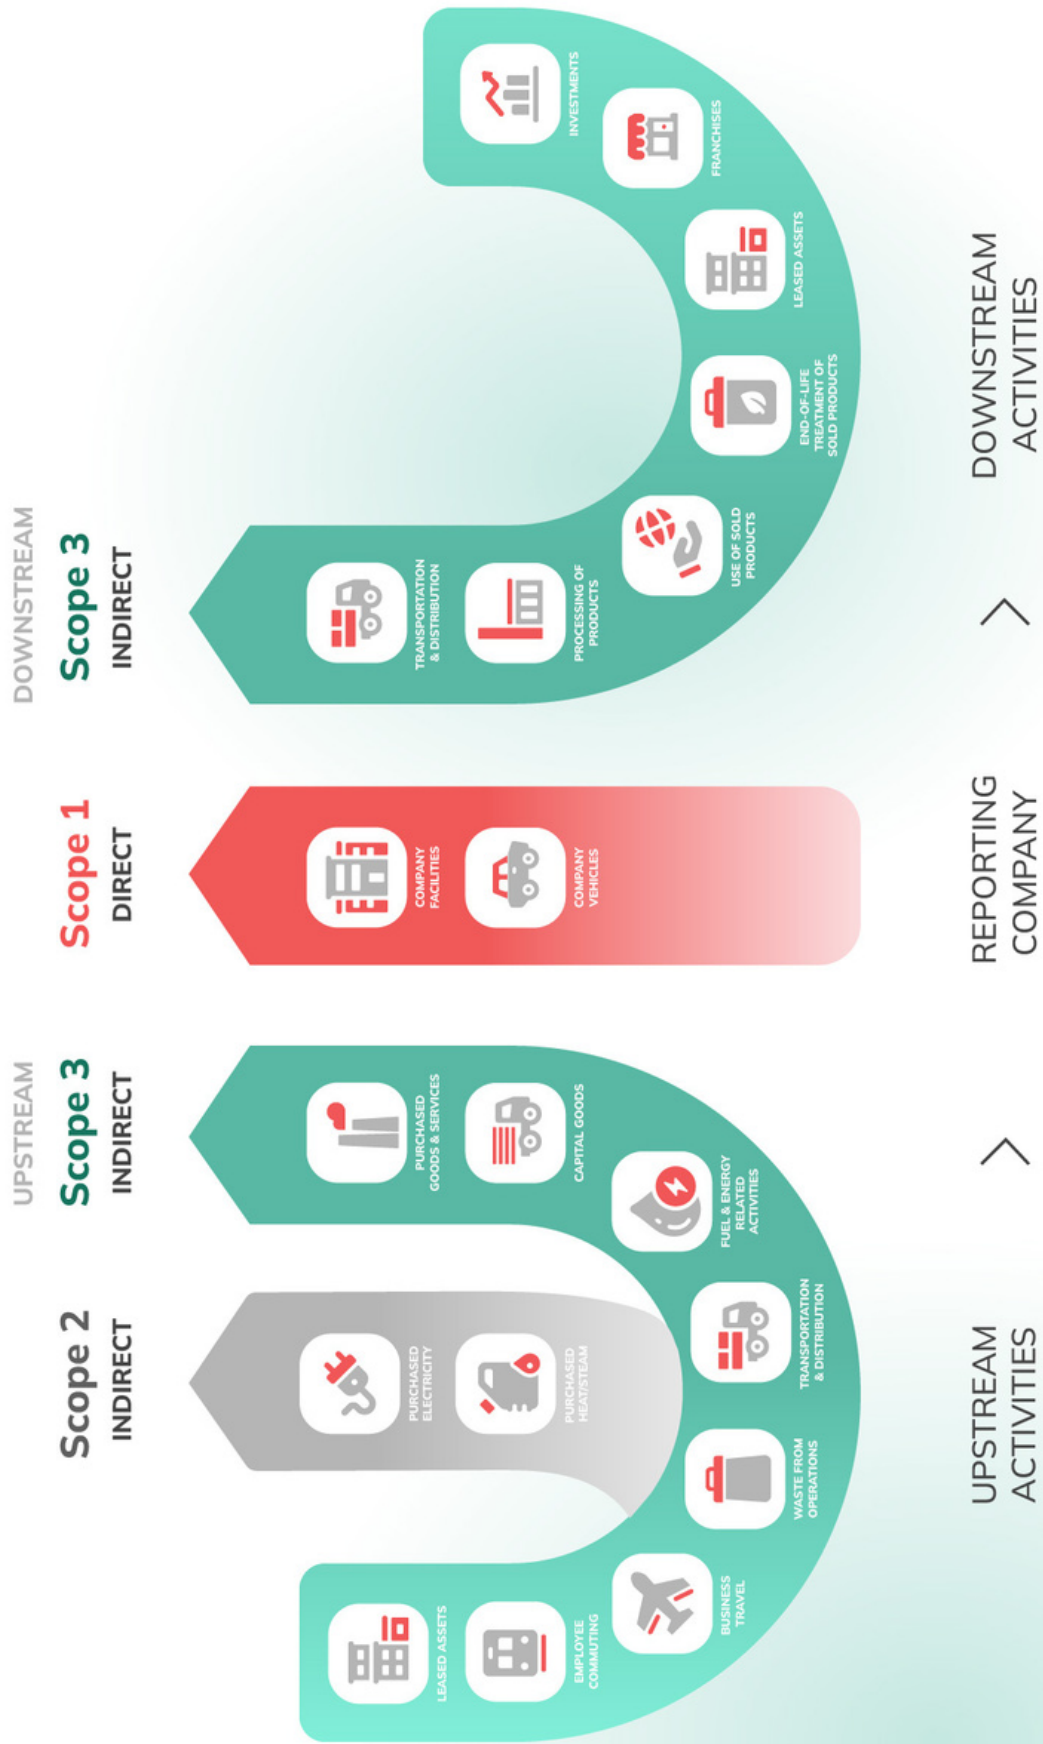 UPSTREAM
DOWNSTREAM
Scope 2
INDIRECT
Scope 3
INDIRECT
Scope 1
DIRECT
Scope 3
INDIRECT
LEASED ASSETS
EMPLOYEE
COMMUTING
BUSINESS
TRAVEL
WASTE FROM
OPERATIONS
TRANSPORTATION
& DISTRIBUTION
FUEL & ENERGY
RELATED
ACTIVITIES
CAPITAL GOODS
PURCHASED
GOODS & SERVICES
PURCHASED
ELECTRICITY
PURCHASED
HEAT/STEAM
COMPANY
FACILITIES
COMPANY
VEHICLES
TRANSPORTATION
& DISTRIBUTION
PROCESSING OF
PRODUCTS
USE OF SOLD
PRODUCTS
END-OF-LIFE
TREATMENT OF
SOLD PRODUCTS
LEASED ASSETS
FRANCHISES
INVESTMENTS
UPSTREAM
ACTIVITIES
REPORTING
COMPANY
DOWNSTREAM
ACTIVITIES